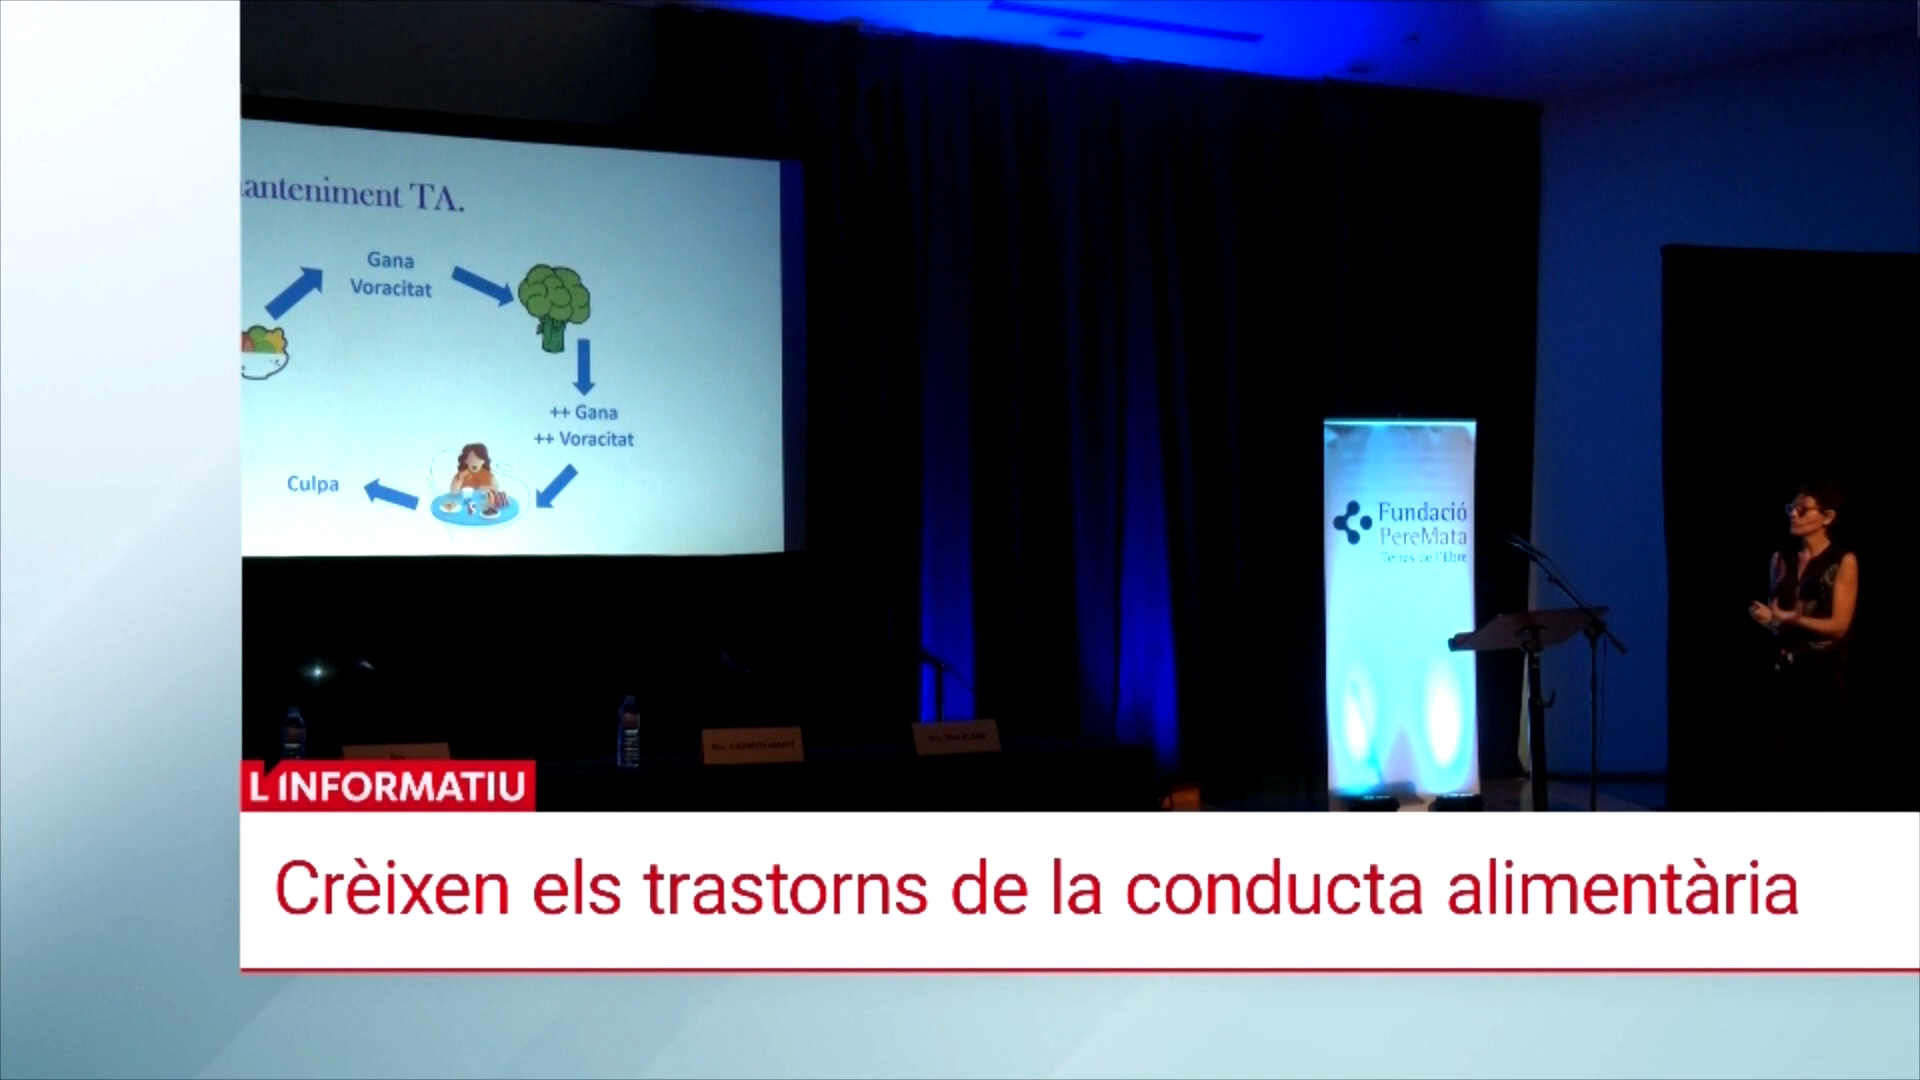 anteniment TA.
Gana
Voracitat
++ Gana
++ Voracitat
Culpa
Fundació
PereMata
Terres de l'Ebre
L'INFORMATIU
Crèixen els trastorns de la conducta alimentària